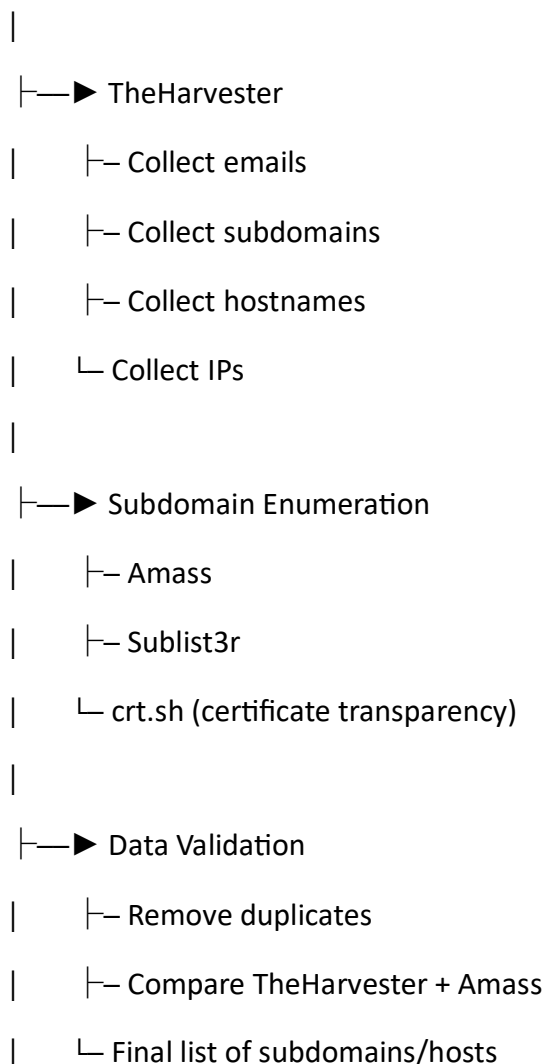 |
├──► TheHarvester
|     ├─ Collect emails
|     ├─ Collect subdomains
|     ├─ Collect hostnames
|     └─ Collect IPs
|
├──► Subdomain Enumeration
|     ├─ Amass
|     ├─ Sublist3r
|     └─ crt.sh (certificate transparency)
|
├──► Data Validation
|     ├─ Remove duplicates
|     ├─ Compare TheHarvester + Amass
|     └─ Final list of subdomains/hosts